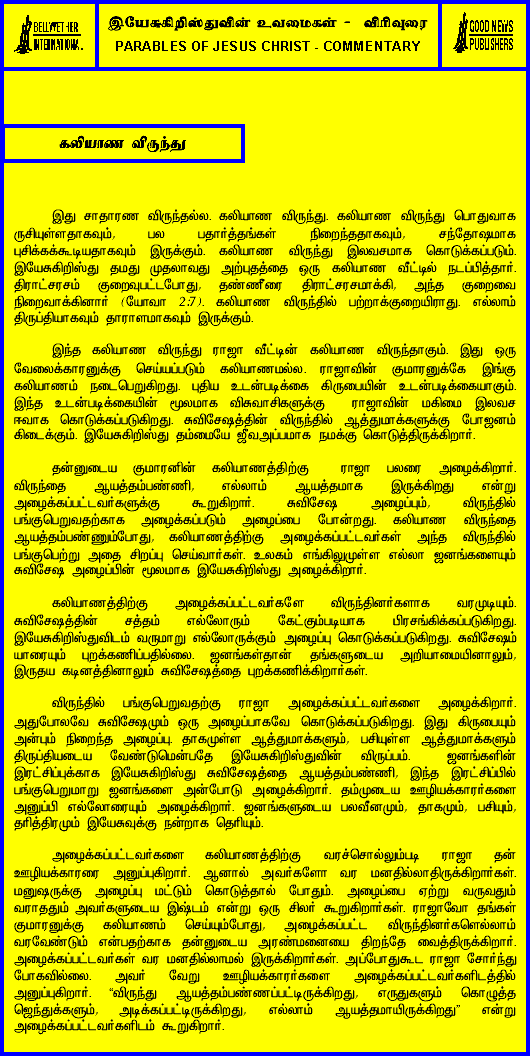 BELLWETHER
INTERNATIONAL
இயேசுகிறிஸ்துவின் உவமைகள் - விரிவுரை
PARABLES OF JESUS CHRIST - COMMENTARY
GOOD NEWS
PUBLISHERS
கலியாண விருந்து
இது சாதாரண விருந்தல்ல. கலியாண விருந்து. கலியாண விருந்து பொதுவாக
ருசியுள்ளதாகவும், பல பதார்த்தங்கள் நிறைந்ததாகவும், சந்தோஷமாக
புசிக்கக்கூடியதாகவும் இருக்கும். கலியாண விருந்து இலவசமாக கொடுக்கப்படும்.
இயேசுகிறிஸ்து தமது முதலாவது அற்புதத்தை ஒரு கலியாண வீட்டில் நடப்பித்தார்.
திராட்சரசம் குறைவுபட்டபோது, தண்ணீரை திராட்சரசமாக்கி, அந்த குறைவை
நிறைவாக்கினார் (யோவா 2:7). கலியாண விருந்தில் பற்றாக்குறையிராது. எல்லாம்
திருப்தியாகவும் தாராளமாகவும் இருக்கும்.
இந்த கலியாண விருந்து ராஜா வீட்டின் கலியாண விருந்தாகும். இது ஒரு
வேலைக்காரனுக்கு செய்யப்படும் கலியாணமல்ல. ராஜாவின் குமாரனுக்கே இங்கு
கலியாணம் நடைபெறுகிறது. புதிய உடன்படிக்கை கிருபையின் உடன்படிக்கையாகும்.
இந்த உடன்படிக்கையின் மூலமாக விசுவாசிகளுக்கு ராஜாவின் மகிமை இலவச
ஈவாக கொடுக்கப்படுகிறது. சுவிசேஷத்தின் விருந்தில் ஆத்துமாக்களுக்கு போஜனம்
கிடைக்கும். இயேசுகிறிஸ்து தம்மையே ஜீவஅப்பமாக நமக்கு கொடுத்திருக்கிறார்.
தன்னுடைய குமாரனின் கலியாணத்திற்கு ராஜா பலரை அழைக்கிறார்.
விருந்தை ஆயத்தம்பண்ணி, எல்லாம் ஆயத்தமாக இருக்கிறது என்று
அழைக்கப்பட்டவர்களுக்கு கூறுகிறார். சுவிசேஷ அழைப்பும், விருந்தில்
பங்குபெறுவதற்காக அழைக்கப்படும் அழைப்பை போன்றது. கலியாண விருந்தை
ஆயத்தம்பண்ணும்போது, கலியாணத்திற்கு அழைக்கப்பட்டவர்கள் அந்த விருந்தில்
பங்குபெற்று அதை சிறப்பு செய்வார்கள். உலகம் எங்கிலுமுள்ள எல்லா ஜனங்களையும்
சுவிசேஷ அழைப்பின் மூலமாக இயேசுகிறிஸ்து அழைக்கிறார்.
கலியாணத்திற்கு அழைக்கப்பட்டவர்களே விருந்தினர்களாக வரமுடியும்.
சுவிசேஷத்தின் சத்தம் எல்லோரும் கேட்கும்படியாக பிரசங்கிக்கப்படுகிறது.
இயேசுகிறிஸ்துவிடம் வருமாறு எல்லோருக்கும் அழைப்பு கொடுக்கப்படுகிறது. சுவிசேஷம்
யாரையும் புறக்கணிப்பதில்லை. ஜனங்கள்தான் தங்களுடைய அறியாமையினாலும்,
இருதய கடினத்தினாலும் சுவிசேஷத்தை புறக்கணிக்கிறார்கள்.
விருந்தில் பங்குபெறுவதற்கு ராஜா அழைக்கப்பட்டவர்களை அழைக்கிறார்.
அதுபோலவே சுவிசேஷமும் ஒரு அழைப்பாகவே கொடுக்கப்படுகிறது. இது கிருபையும்
அன்பும் நிறைந்த அழைப்பு. தாகமுள்ள ஆத்துமாக்களும், பசியுள்ள ஆத்துமாக்களும்
திருப்தியடைய வேண்டுமென்பதே இயேசுகிறிஸ்துவின் விருப்பம். ஜனங்களின்
இரட்சிப்புக்காக இயேசுகிறிஸ்து சுவிசேஷத்தை ஆயத்தம்பண்ணி, இந்த இரட்சிப்பில்
பங்குபெறுமாறு ஜனங்களை அன்போடு அழைக்கிறார். தம்முடைய ஊழியக்காரர்களை
அனுப்பி எல்லோரையும் அழைக்கிறார். ஜனங்களுடைய பலவீனமும், தாகமும், பசியும்,
தரித்திரமும் இயேசுவுக்கு நன்றாக தெரியும்.
அழைக்கப்பட்டவர்களை கலியாணத்திற்கு வரச்சொல்லும்படி ராஜா தன்
ஊழியக்காரரை அனுப்புகிறார். ஆனால் அவர்களோ வர மனதில்லாதிருக்கிறார்கள்.
மனுஷருக்கு அழைப்பு மட்டும் கொடுத்தால் போதும். அழைப்பை ஏற்று வருவதும்
வராததும் அவர்களுடைய இஷ்டம் என்று ஒரு சிலர் கூறுகிறார்கள். ராஜாவோ தங்கள்
குமாரனுக்கு கலியாணம் செய்யும்போது, அழைக்கப்பட்ட விருந்தினர்களெல்லாம்
வரவேண்டும் என்பதற்காக தன்னுடைய அரண்மனையை திறந்தே வைத்திருக்கிறார்.
அழைக்கப்பட்டவர்கள் வர மனதில்லாமல் இருக்கிறார்கள். அப்போதுகூட ராஜா சோர்ந்து
போகவில்லை. அவர் வேறு ஊழியக்காரர்களை அழைக்கப்பட்டவர்களிடத்தில்
அனுப்புகிறார். "விருந்து ஆயத்தம்பண்ணப்பட்டிருக்கிறது, எருதுகளும் கொழுத்த
ஜெந்துக்களும், அடிக்கப்பட்டிருக்கிறது, எல்லாம் ஆயத்தமாயிருக்கிறது" என்று
அழைக்கப்பட்டவர்களிடம் கூறுகிறார்.